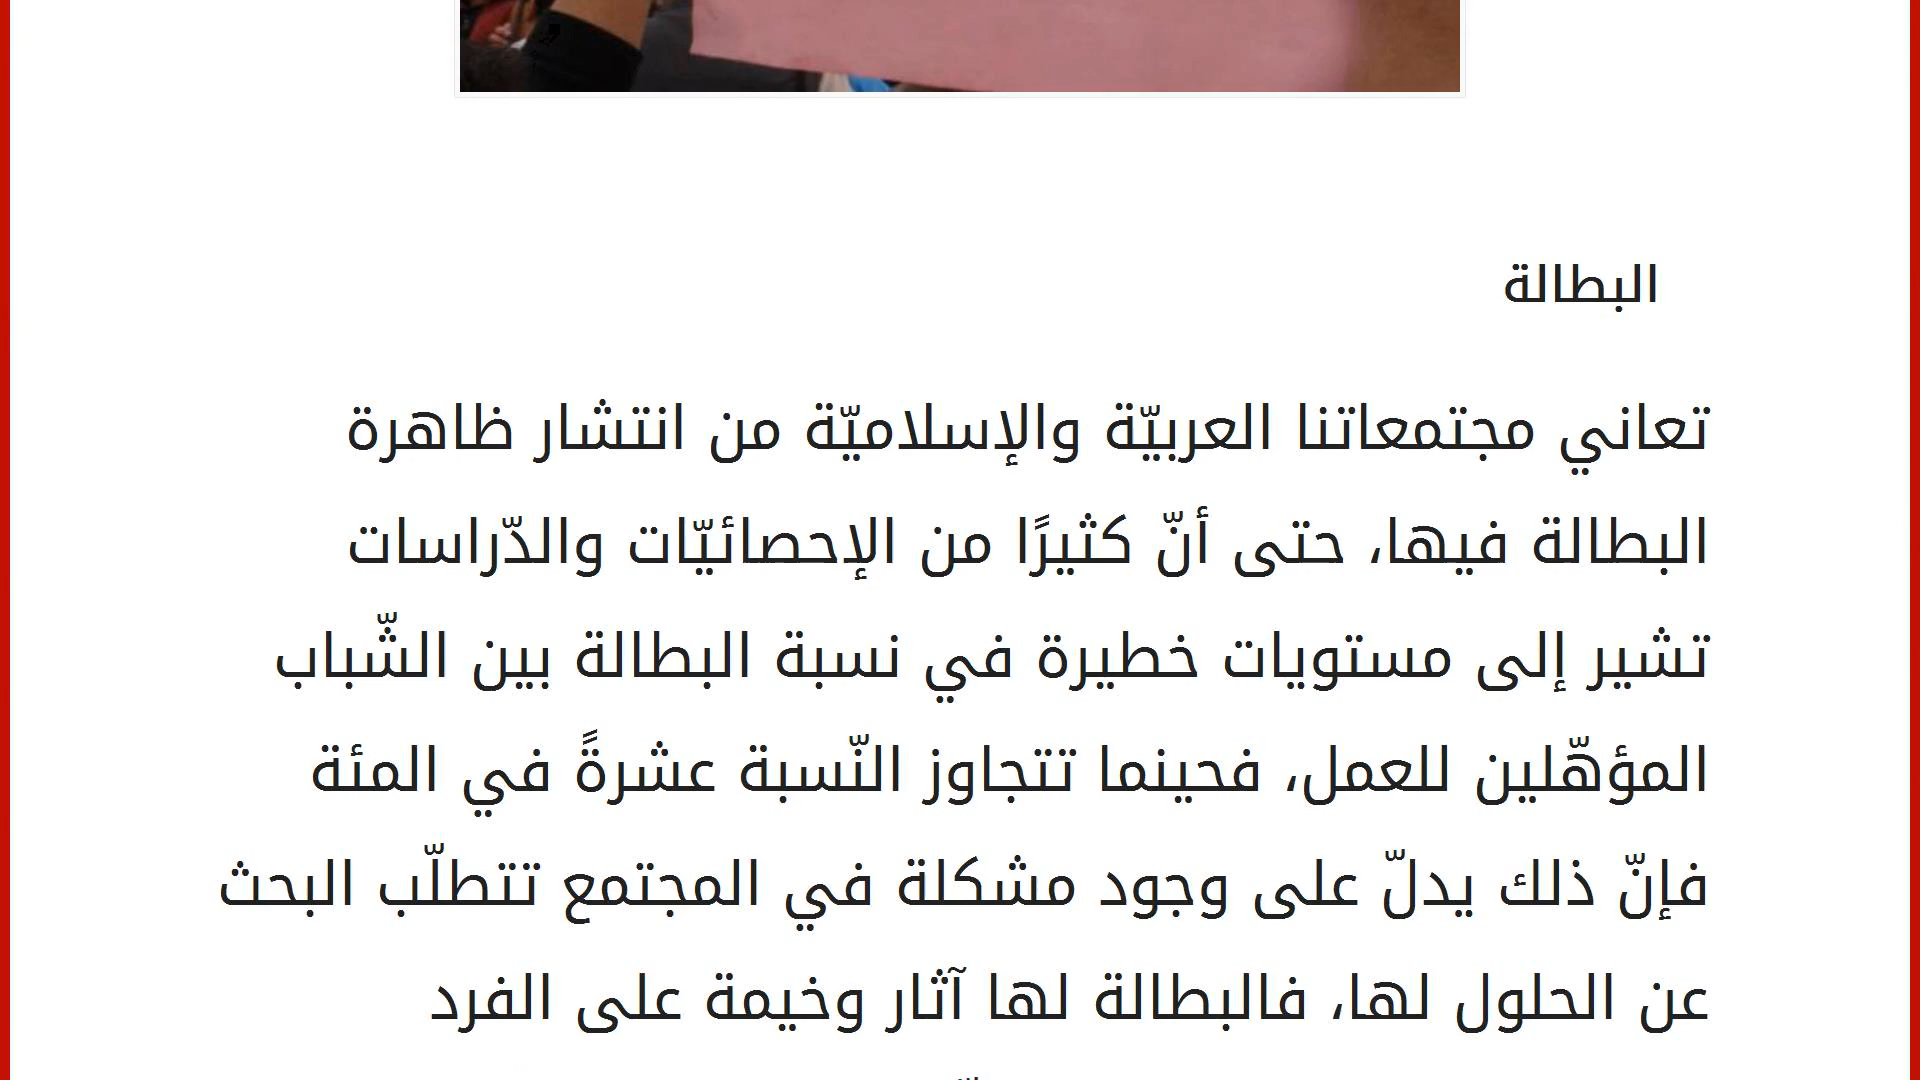 البطالة
تعاني مجتمعاتنا العربيّة والإسلاميّة من انتشار ظاهرة
البطالة فيها، حتى أنّ كثيرًا من الإحصائيّات والدّراسات
تشير إلى مستويات خطيرة في نسبة البطالة بين الشّباب
المؤهّلين للعمل، فحينما تتجاوز النّسبة عشرةً في المئة
فإنّ ذلك يدلّ على وجود مشكلة في المجتمع تتطلّب البحث
عن الحلول لها، فالبطالة لها آثار وخيمة على الفرد